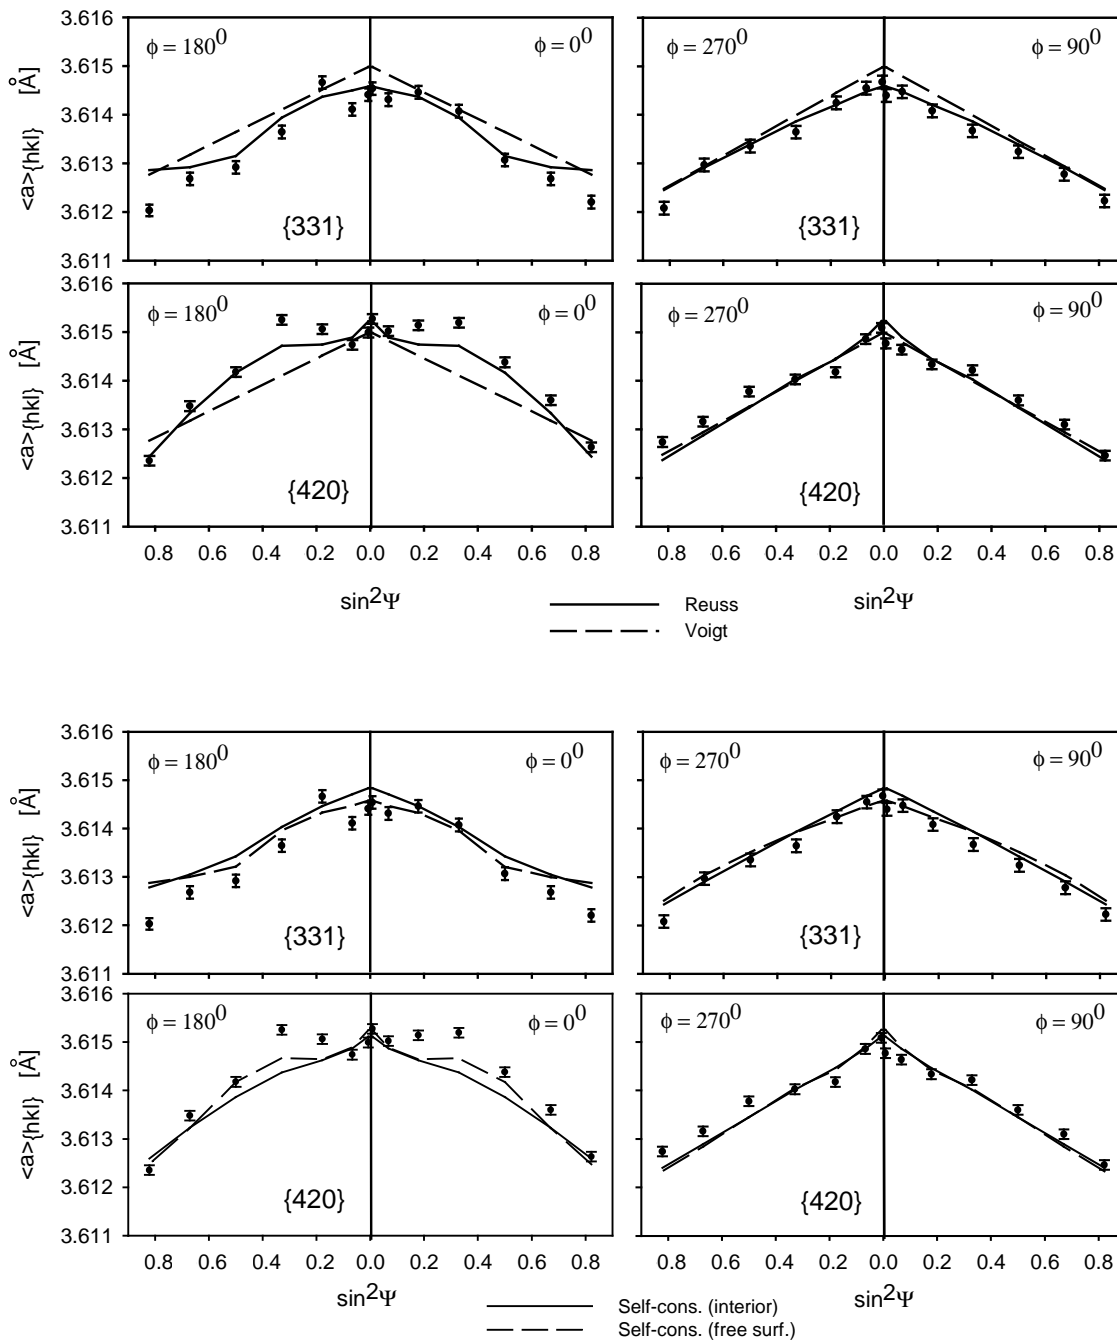 3.616
3.615
3.614
3.613
3.612
3.611
<a>{hkl} [Å]
ϕ = 180⁰
ϕ = 0⁰
{331}
ϕ = 270⁰
ϕ = 90⁰
{331}
3.616
3.615
3.614
3.613
3.612
3.611
<a>{hkl} [Å]
ϕ = 180⁰
ϕ = 0⁰
{420}
ϕ = 270⁰
ϕ = 90⁰
{420}
0.8 0.6 0.4 0.2 0.0 0.2 0.4 0.6 0.8
0.8 0.6 0.4 0.2 0.0 0.2 0.4 0.6 0.8
sin²Ψ
sin²Ψ
Reuss
Voigt
3.616
3.615
3.614
3.613
3.612
3.611
<a>{hkl} [Å]
ϕ = 180⁰
ϕ = 0⁰
{331}
ϕ = 270⁰
ϕ = 90⁰
{331}
3.616
3.615
3.614
3.613
3.612
3.611
<a>{hkl} [Å]
ϕ = 180⁰
ϕ = 0⁰
{420}
ϕ = 270⁰
ϕ = 90⁰
{420}
0.8 0.6 0.4 0.2 0.0 0.2 0.4 0.6 0.8
0.8 0.6 0.4 0.2 0.0 0.2 0.4 0.6 0.8
sin²Ψ
sin²Ψ
Self-cons. (interior)
Self-cons. (free surf.)